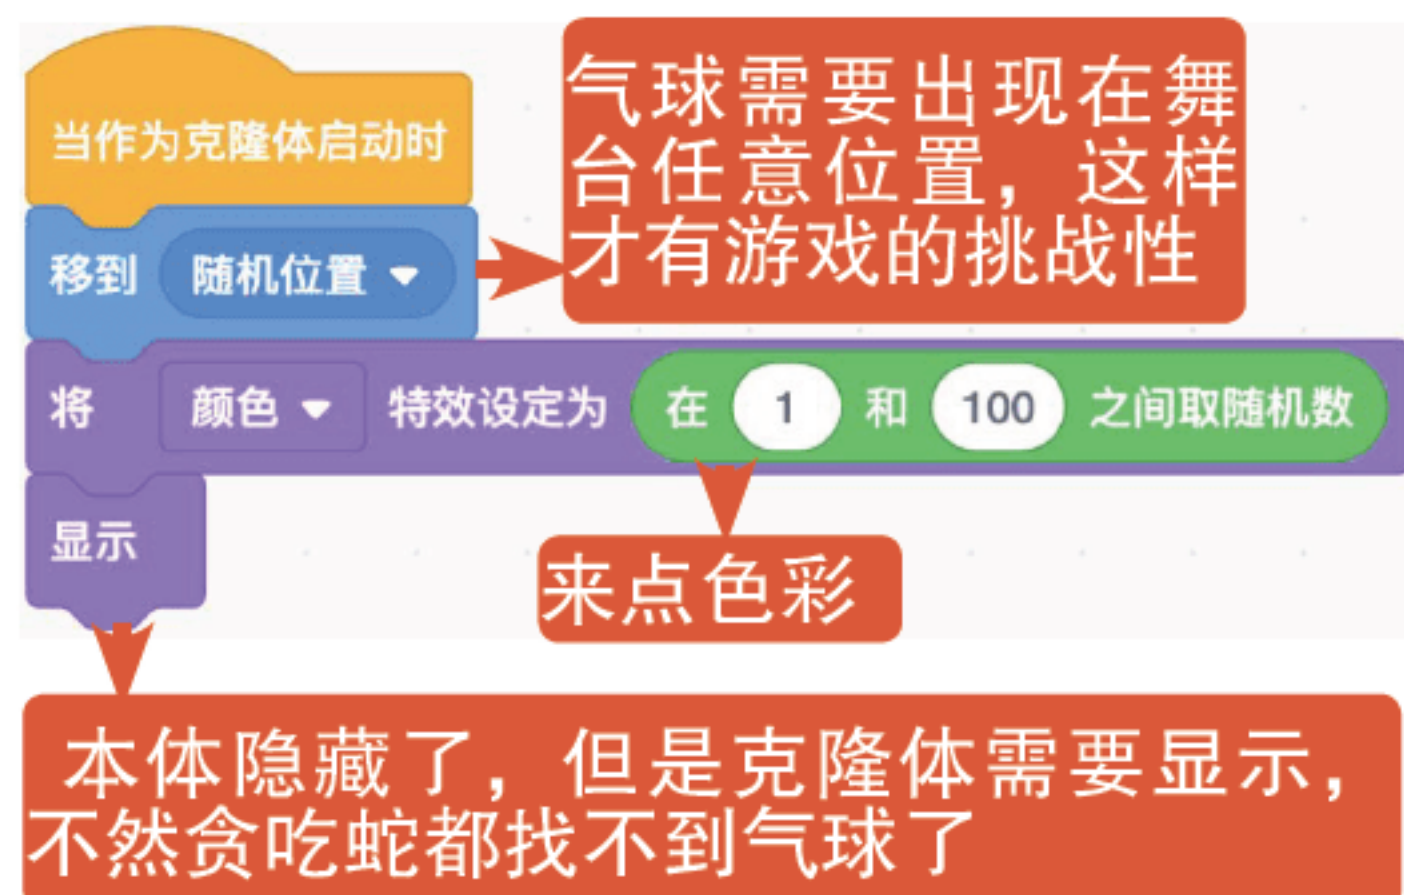 当作为克隆体启动时
气球需要出现在舞
台任意位置，这样
才有游戏的挑战性
移到 随机位置
将 颜色 特效设定为 在 1 和 100 之间取随机数
显示
来点色彩
本体隐藏了，但是克隆体需要显示，
不然贪吃蛇都找不到气球了